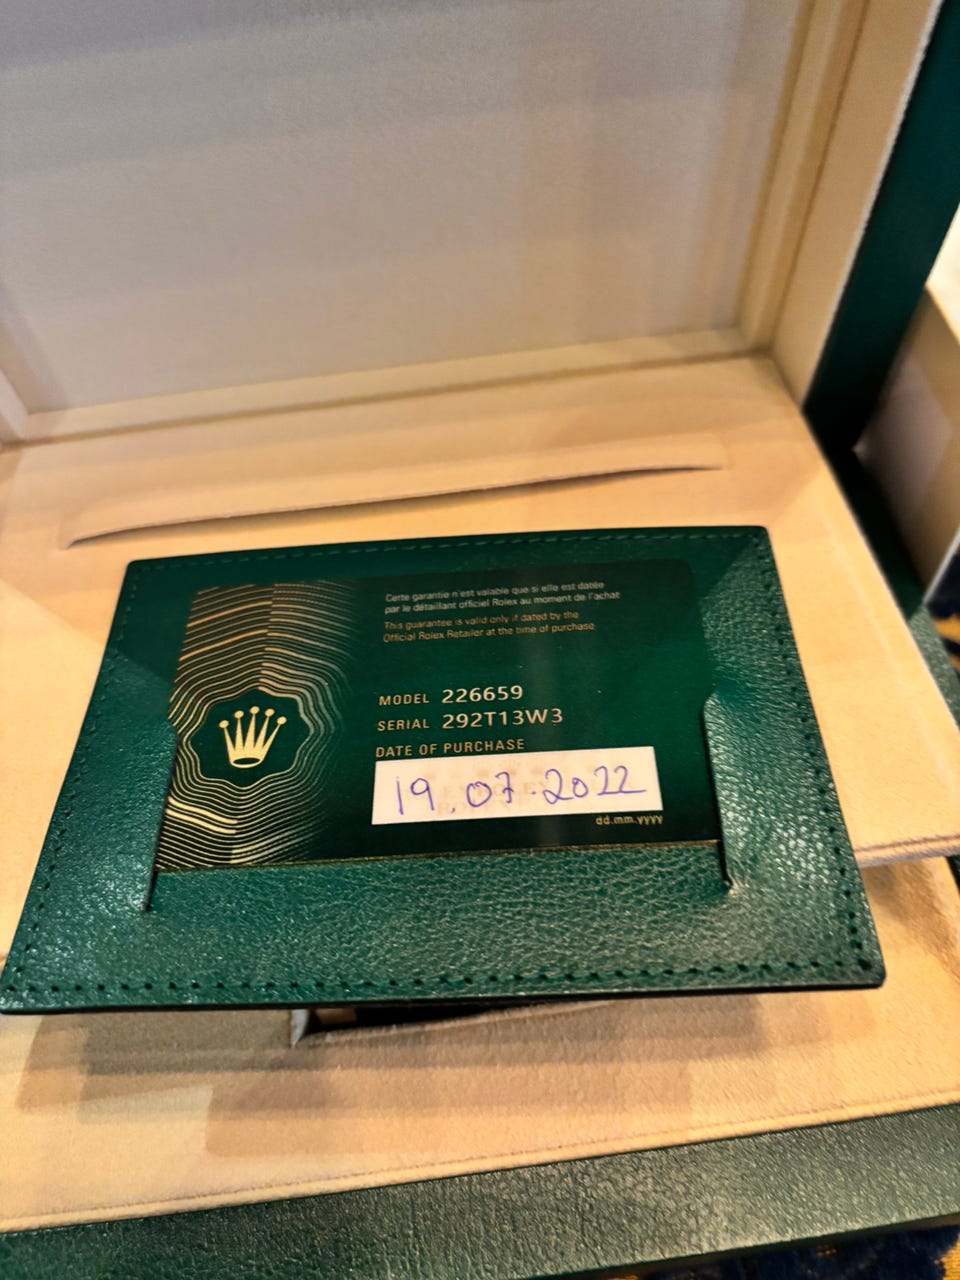 Cette garantie n'est valable que si elle est datée
par le détaillant officiel Rolex au moment de l'achat
This guarantee is valid only if dated by the
Official Rolex Retailer at the time of purchase
MODEL 226659
SERIAL 292T13W3
DATE OF PURCHASE
19.07.2022
dd.mm.yyyy